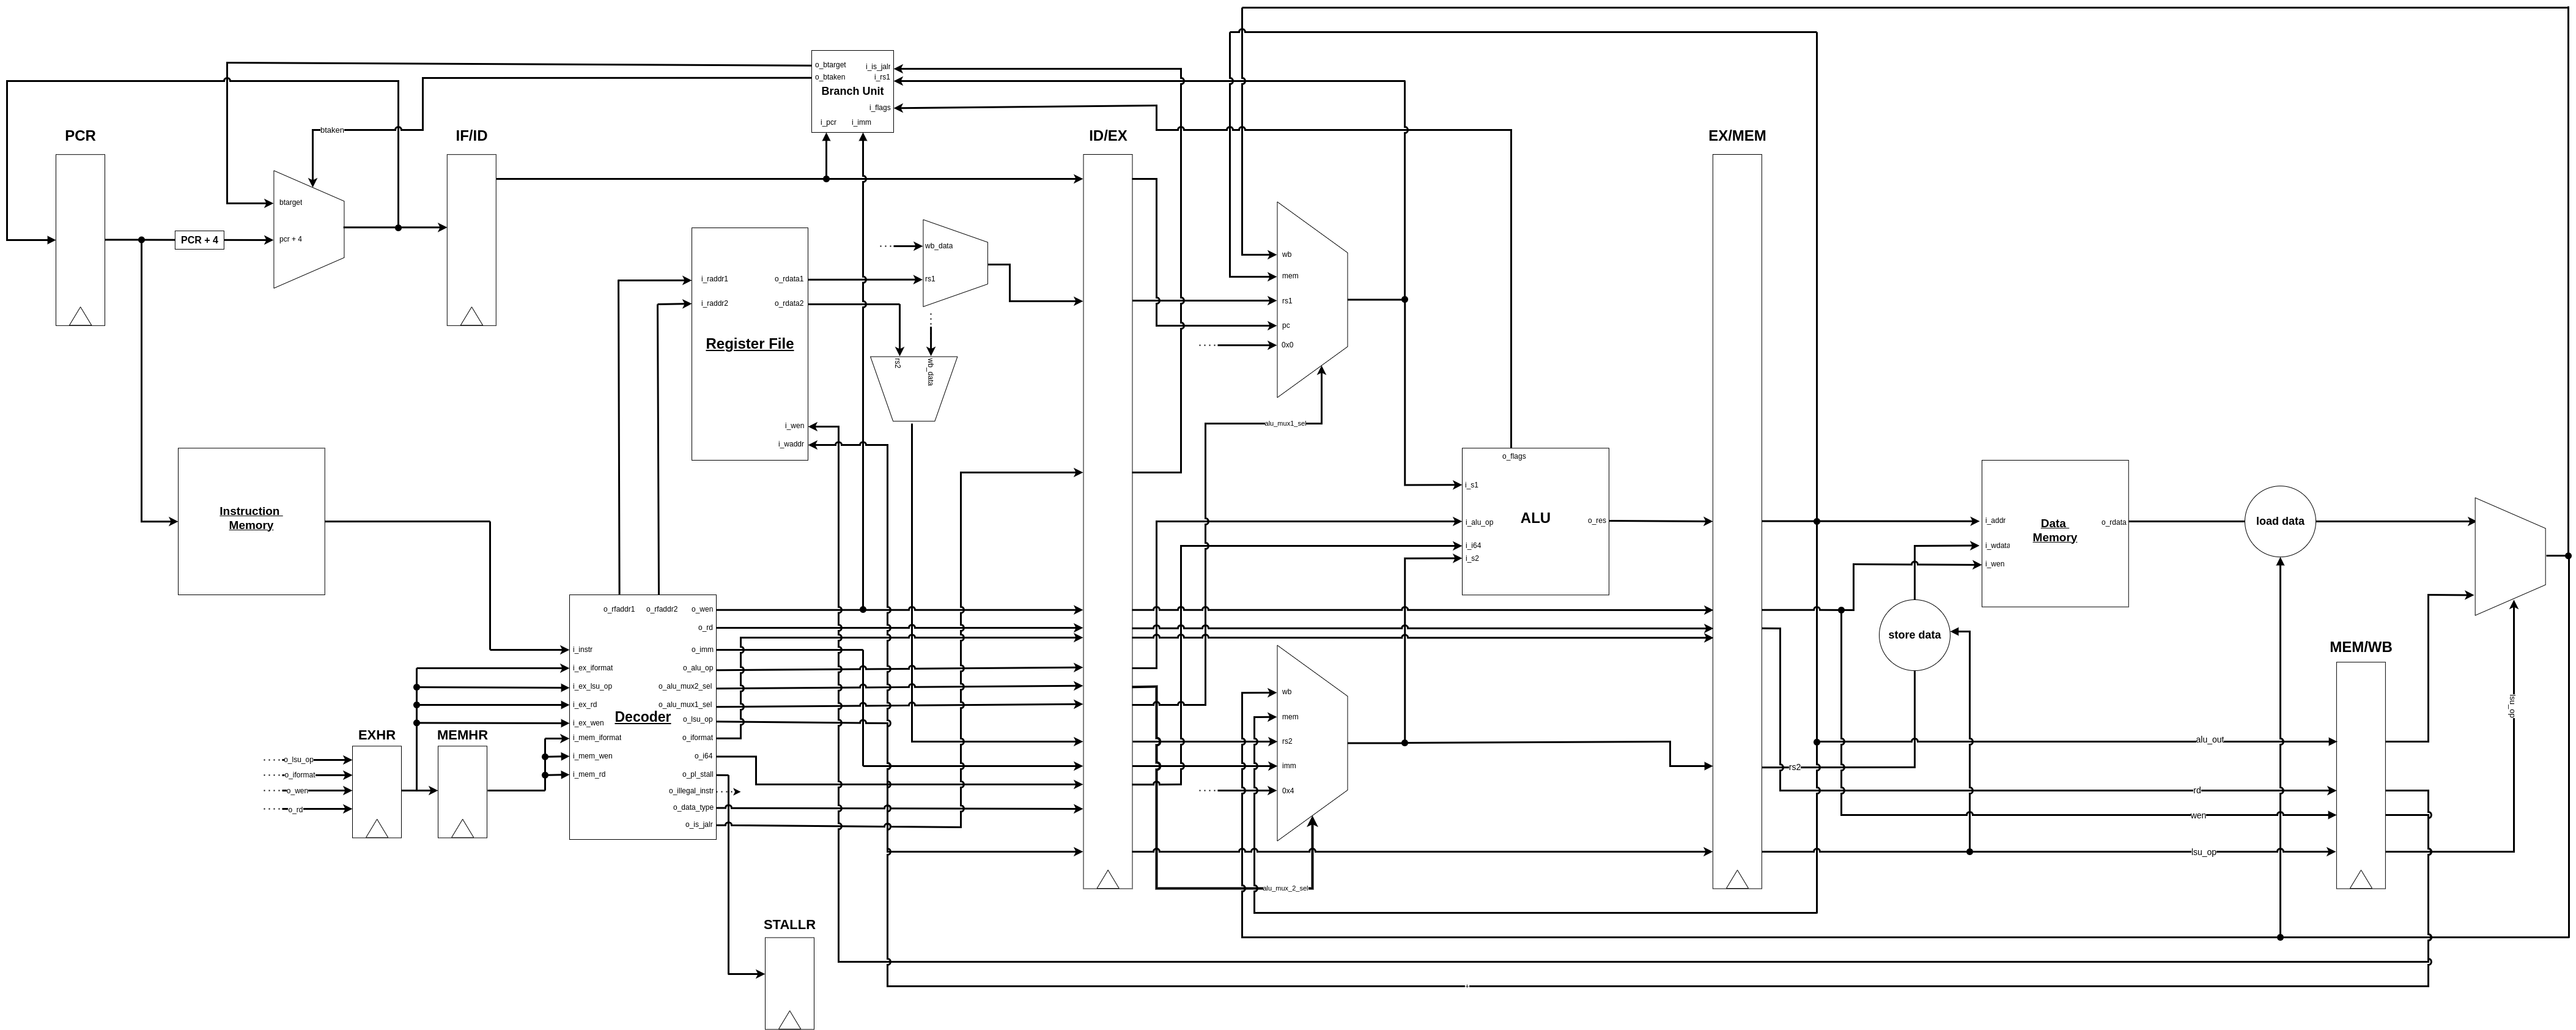 o_btarget
i_is_jalr
o_btaken
i_rs1
Branch Unit
i_flags
i_pcr
i_imm
PCR
btaken
IF/ID
ID/EX
EX/MEM
btarget
PCR + 4
pcr + 4
wb_data
rs1
i_raddr1
o_rdata1
i_raddr2
o_rdata2
Register File
rs2
wb_data
i_wen
i_waddr
wb
mem
rs1
pc
0x0
alu_mux1_sel
o_flags
i_s1
i_alu_op
ALU
o_res
i_i64
i_s2
Instruction
Memory
i_addr
Data
Memory
o_rdata
i_wdata
i_wen
load data
store data
MEM/WB
o_rfaddr1
o_rfaddr2
o_wen
o_rd
i_instr
o_imm
i_ex_iformat
o_alu_op
i_ex_lsu_op
o_alu_mux2_sel
i_ex_rd
o_alu_mux1_sel
Decoder
o_lsu_op
i_ex_wen
i_mem_iformat
o_iformat
i_mem_wen
o_i64
i_mem_rd
o_pl_stall
o_illegal_instr
o_data_type
o_is_jalr
EXHR
MEMHR
o_lsu_op
o_iformat
o_wen
o_rd
wb
mem
rs2
imm
0x4
alu_mux_2_sel
alu_out
rs2
rd
wen
lsu_op
lsu_op
STALLR